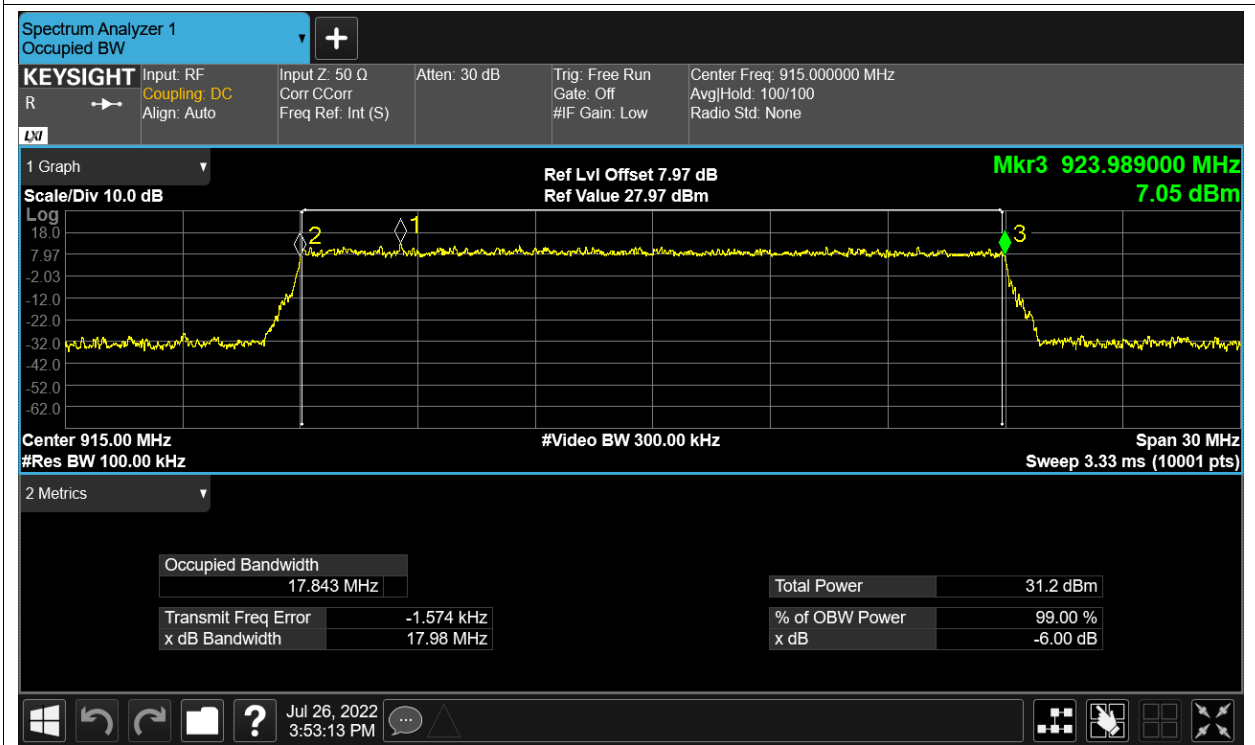 Spectrum Analyzer 1
Occupied BW
+
KEYSIGHT
R
LXI
Input: RF
Coupling: DC
Align: Auto
Input Z: 50 Ω
Corr CCorr
Freq Ref: Int (S)
Atten: 30 dB
Trig: Free Run
Gate: Off
#IF Gain: Low
Center Freq: 915.000000 MHz
Avg|Hold: 100/100
Radio Std: None
1 Graph
Scale/Div 10.0 dB
Ref Lvl Offset 7.97 dB
Ref Value 27.97 dBm
Mkr3 923.989000 MHz
7.05 dBm
Log
18.0
7.97
-2.03
-12.0
-22.0
-32.0
-42.0
-52.0
-62.0
2
1
3
Center 915.00 MHz
#Res BW 100.00 kHz
#Video BW 300.00 kHz
Span 30 MHz
Sweep 3.33 ms (10001 pts)
2 Metrics
Occupied Bandwidth
17.843 MHz
Transmit Freq Error -1.574 kHz
x dB Bandwidth 17.98 MHz
Total Power 31.2 dBm
% of OBW Power 99.00 %
x dB -6.00 dB
?
Jul 26, 2022
3:53:13 PM